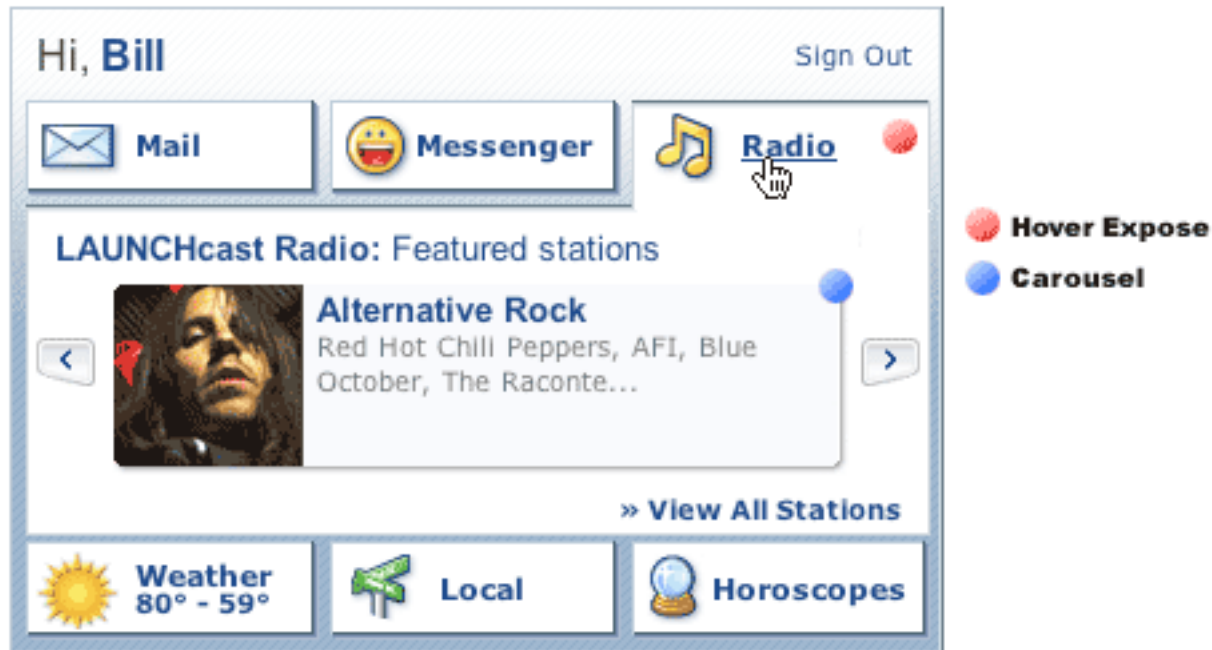 Hi, Bill
Sign Out
Mail
Messenger
Radio
LAUNCHcast Radio: Featured stations
Alternative Rock
Red Hot Chili Peppers, AFI, Blue
October, The Raconte...
» View All Stations
Weather
80° - 59°
Local
Horoscopes
Hover Expose
Carousel